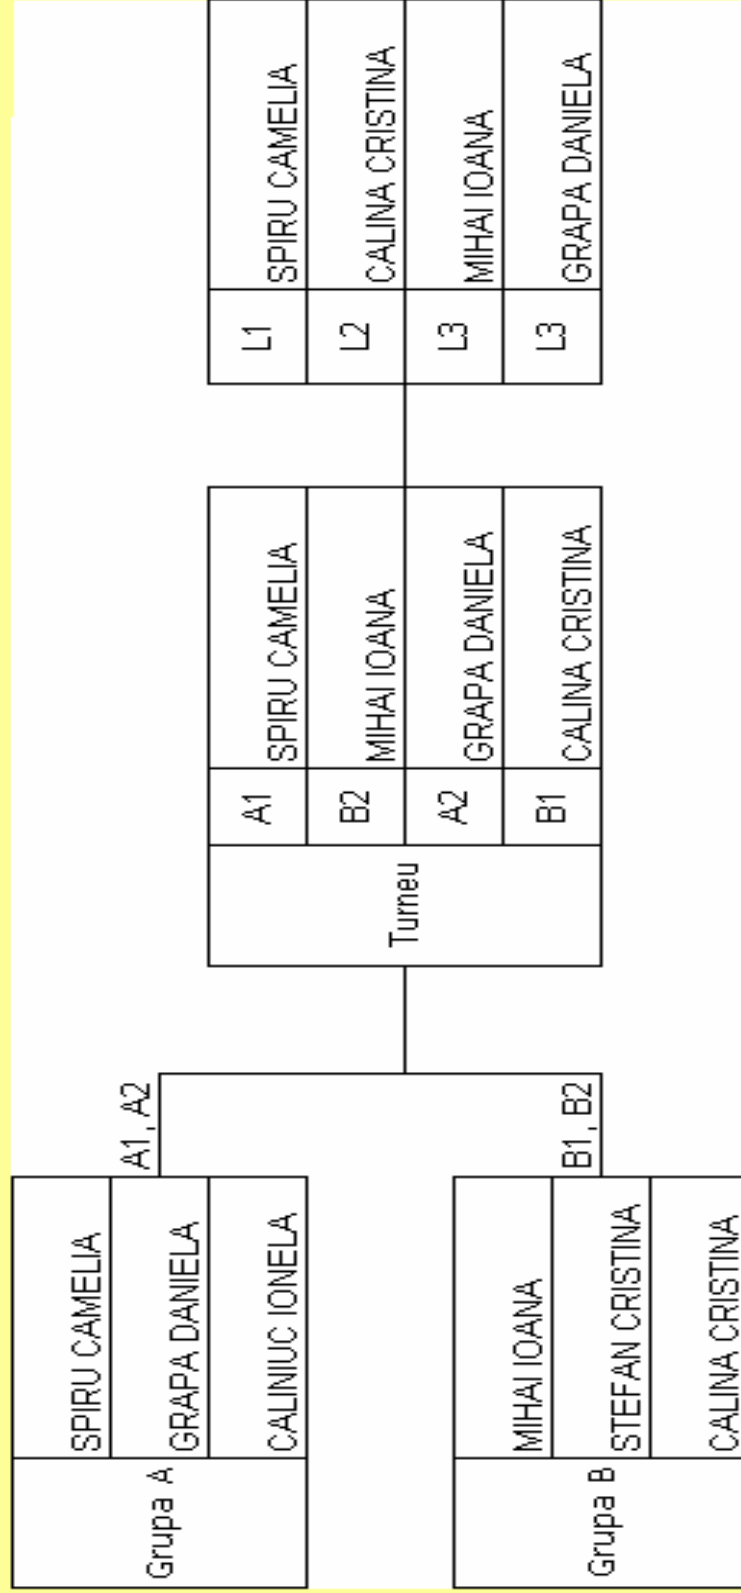 Grupa A
SPIRU CAMELIA
GRAPA DANIELA
CALINIUC IONELA
A1, A2
Grupa B
MIHAI IOANA
STEFAN CRISTINA
CALINA CRISTINA
B1, B2
Turneu
A1 SPIRU CAMELIA
B2 MIHAI IOANA
A2 GRAPA DANIELA
B1 CALINA CRISTINA
L1 SPIRU CAMELIA
L2 CALINA CRISTINA
L3 MIHAI IOANA
L3 GRAPA DANIELA